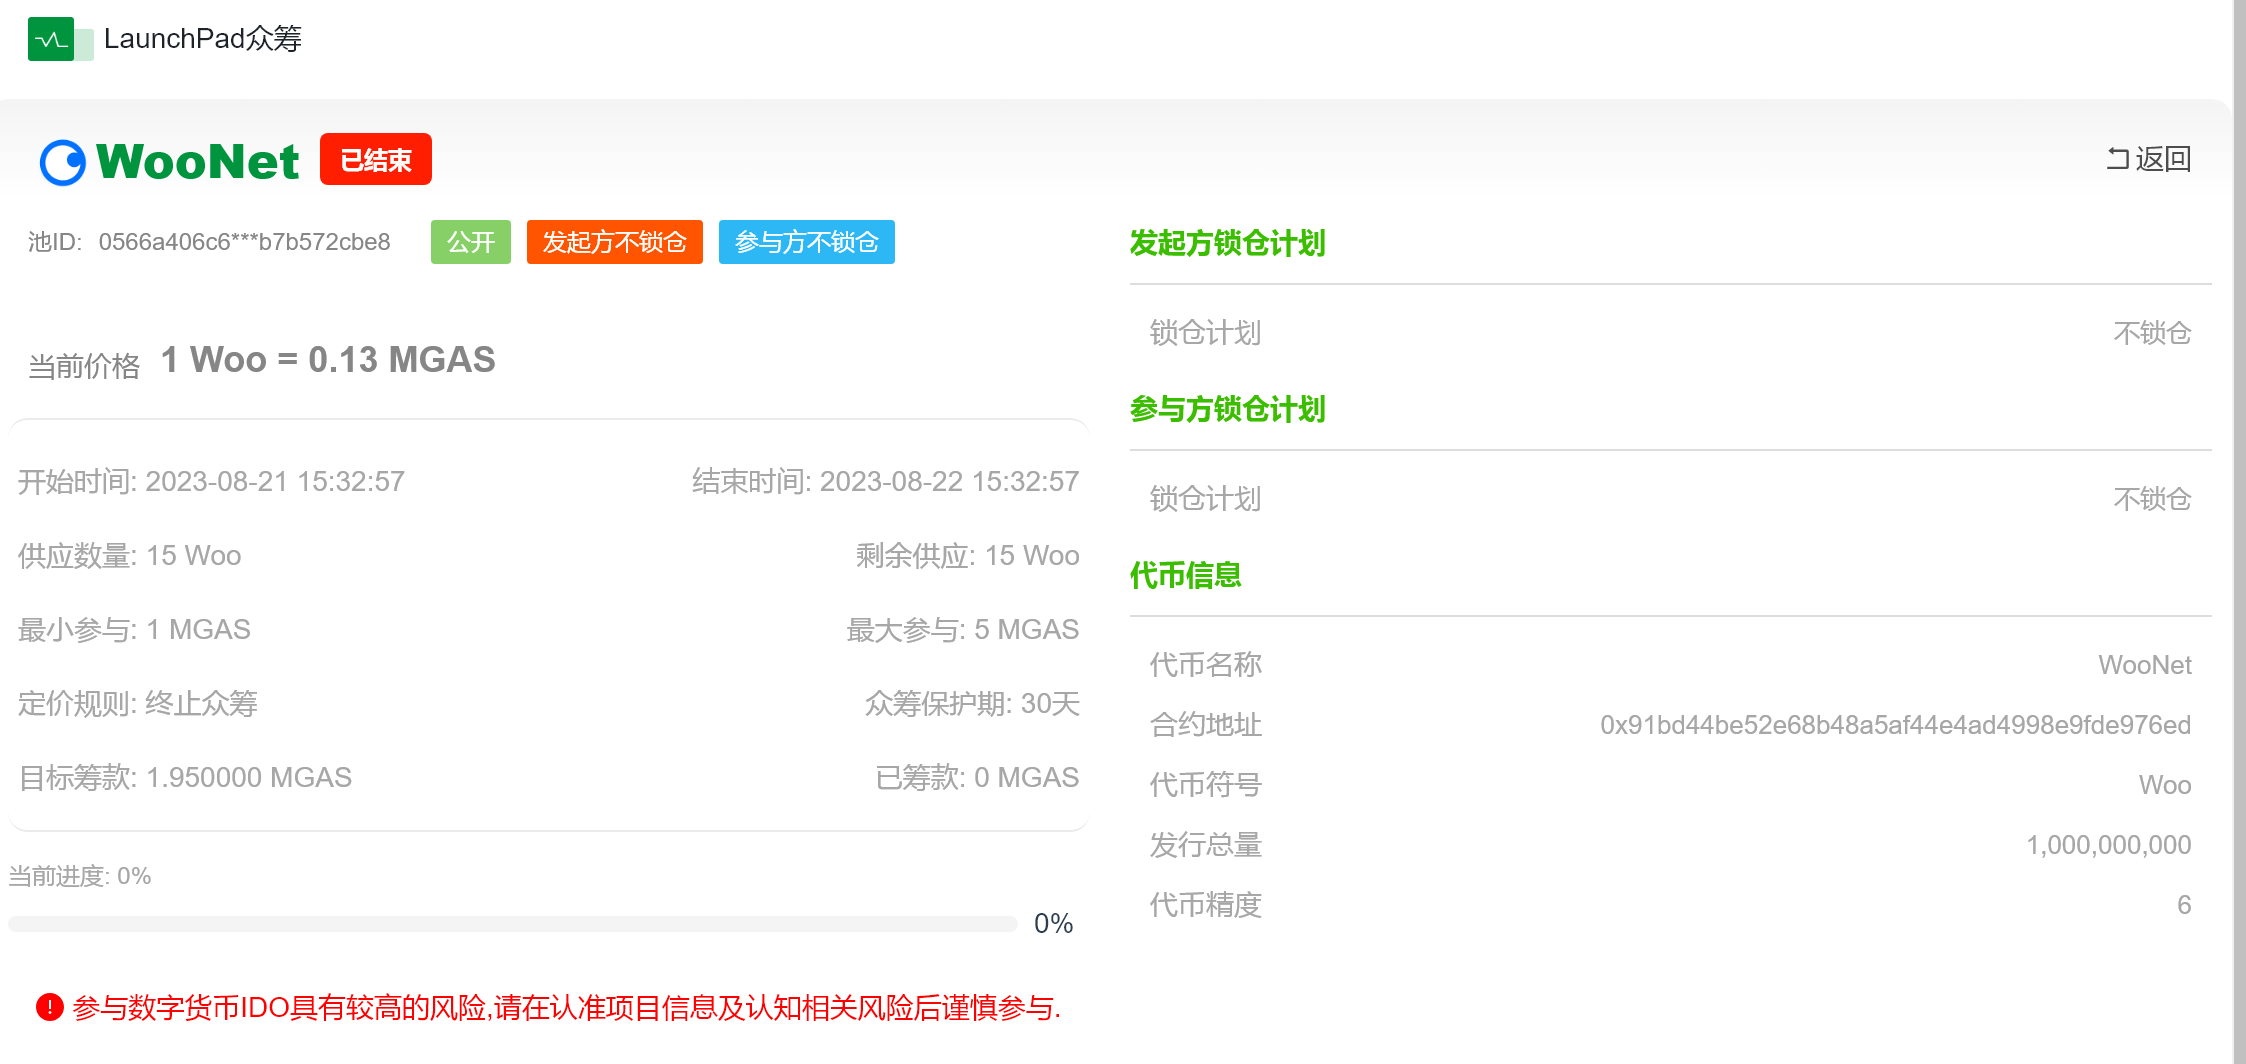 LaunchPad众筹
WooNet 已结束
返回
池ID: 0566a406c6***b7b572cbe8 公开 发起方不锁仓 参与方不锁仓
当前价格 1 Woo = 0.13 MGAS
开始时间: 2023-08-21 15:32:57 结束时间: 2023-08-22 15:32:57
供应数量: 15 Woo 剩余供应: 15 Woo
最小参与: 1 MGAS 最大参与: 5 MGAS
定价规则: 终止众筹 众筹保护期: 30天
目标筹款: 1.950000 MGAS 已筹款: 0 MGAS
当前进度: 0%
0%
参与数字货币IDO具有较高的风险,请在认准项目信息及认知相关风险后谨慎参与.
发起方锁仓计划
锁仓计划 不锁仓
参与方锁仓计划
锁仓计划 不锁仓
代币信息
代币名称 WooNet
合约地址 0x91bd44be52e68b48a5af44e4ad4998e9fde976ed
代币符号 Woo
发行总量 1,000,000,000
代币精度 6